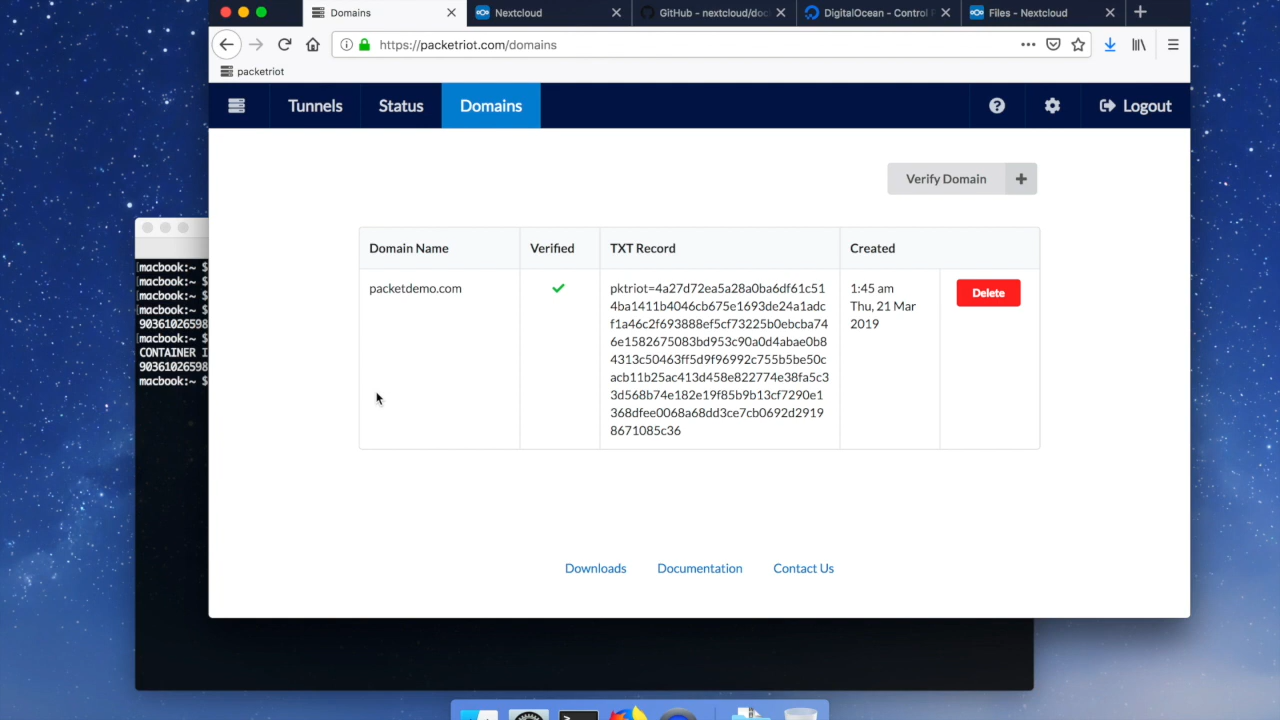 Domains
Nextcloud
GitHub - nextcloud/doc
DigitalOcean - Control P
Files - Nextcloud
https://packetriot.com/domains
packetriot
Tunnels
Status
Domains
Logout
Verify Domain
Domain Name
Verified
TXT Record
Created
packetdemo.com
pktriot=4a27d72ea5a28a0ba6df61c51
4ba1411b4046cb675e1693de24a1adc
f1a46c2f693888ef5cf73225b0ebcba74
6e1582675083bd953c90a0d4abae0b8
4313c50463ff5d9f96992c755b5be50c
acb11b25ac413d458e822774e38fa5c3
3d568b74e182e19f85b9b13cf7290e1
368dfee0068a68dd3ce7cb0692d2919
8671085c36
1:45 am
Thu, 21 Mar
2019
Delete
Downloads
Documentation
Contact Us
[macbook:~ $
[macbook:~ $
[macbook:~ $
[macbook:~ $
90361026598
[macbook:~ $
CONTAINER I
90361026598
macbook:~ $